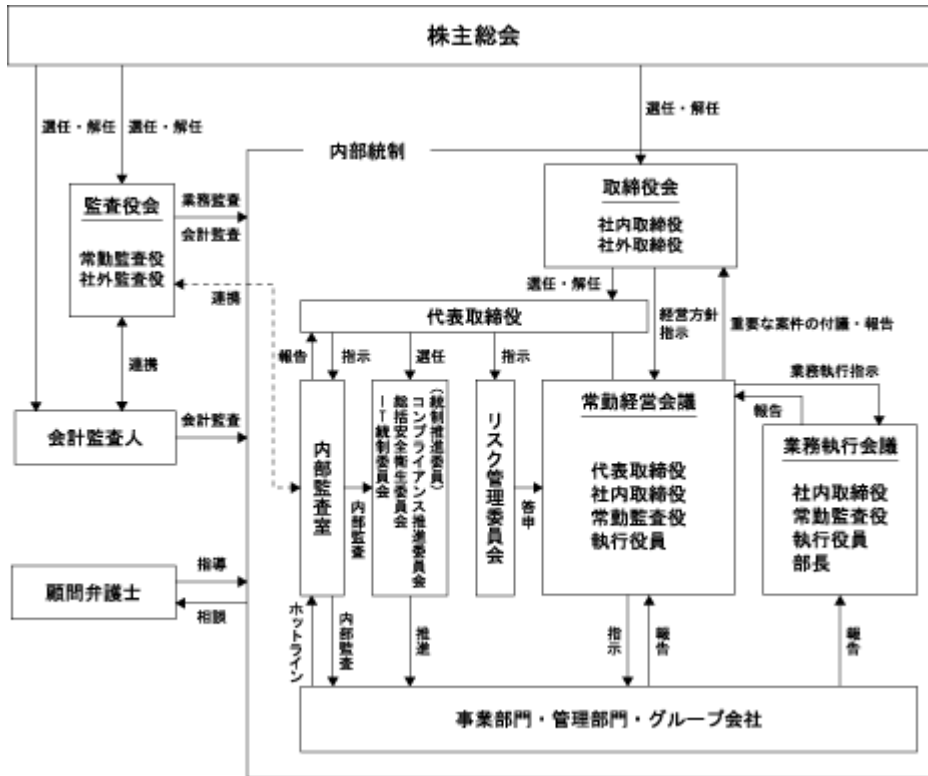 株主総会
選任・解任
選任・解任
選任・解任
内部統制
監査役会
常勤監査役
社外監査役
業務監査
会計監査
取締役会
社内取締役
社外取締役
連携
選任・解任
経営方針
指示
重要な案件の付議・報告
代表取締役
報告
指示
選任
指示
連携
業務執行指示
報告
会計監査人
会計監査
内部監査室
内部監査
(統制推進委員)
コンプライアンス推進委員会
総括安全衛生委員会
IT統制委員会
リスク管理委員会
答申
常勤経営会議
代表取締役
社内取締役
常勤監査役
執行役員
業務執行会議
社内取締役
常勤監査役
執行役員
部長
顧問弁護士
指導
相談
ホットライン
内部監査
推進
指示
報告
報告
事業部門・管理部門・グループ会社